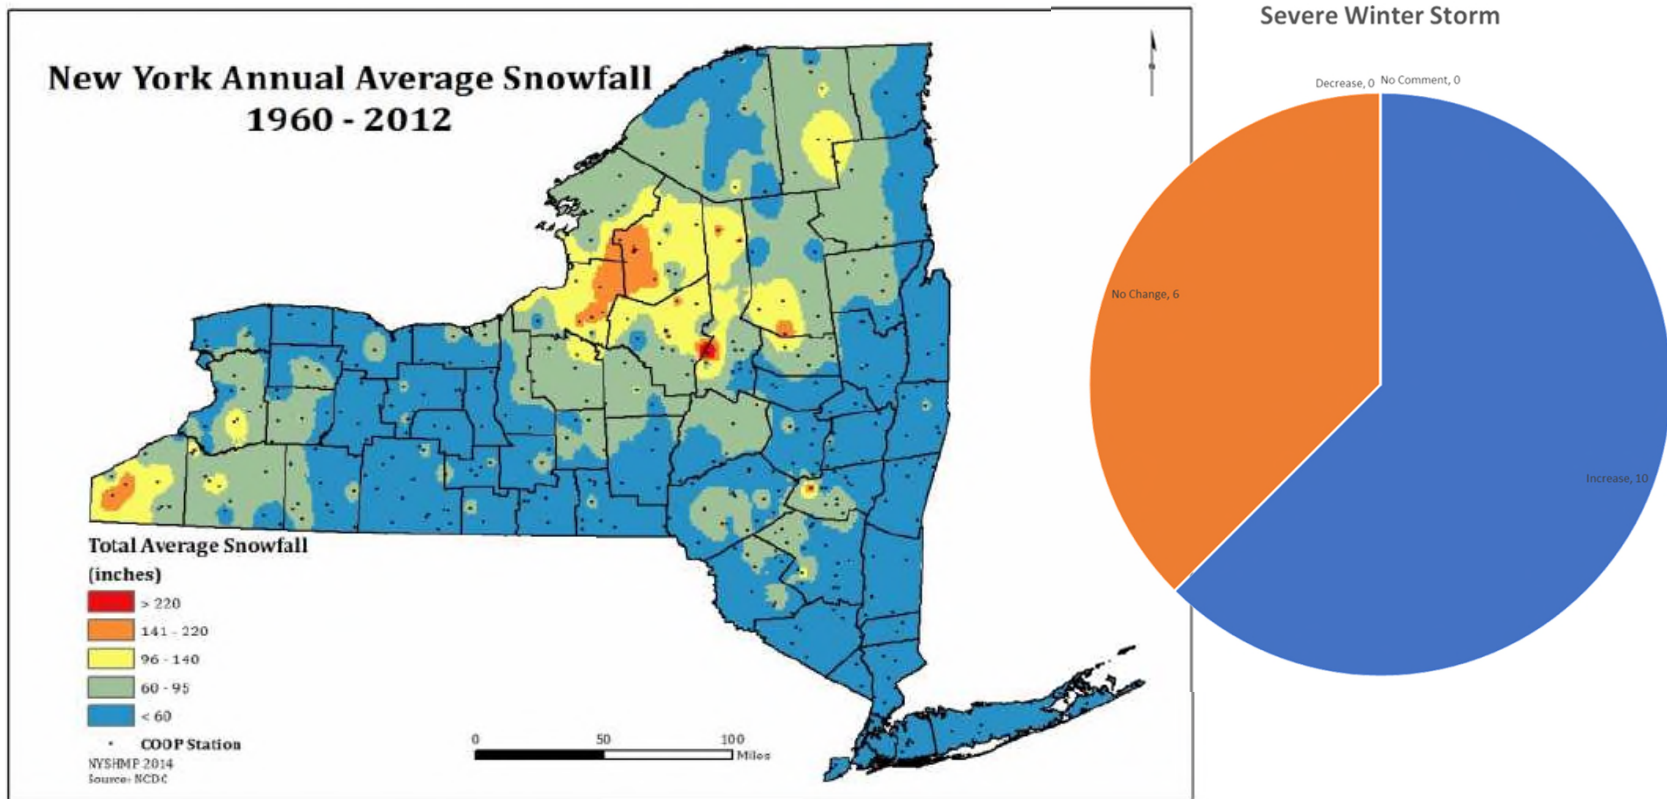 New York Annual Average Snowfall
1960 - 2012
Total Average Snowfall
(inches)
> 220
141 - 220
96 - 140
60 - 95
< 60
COOP Station
NYSHMP 2014
Source: NCDC
0 50 100
Miles
Severe Winter Storm
Decrease, 0
No Comment, 0
No Change, 6
Increase, 10